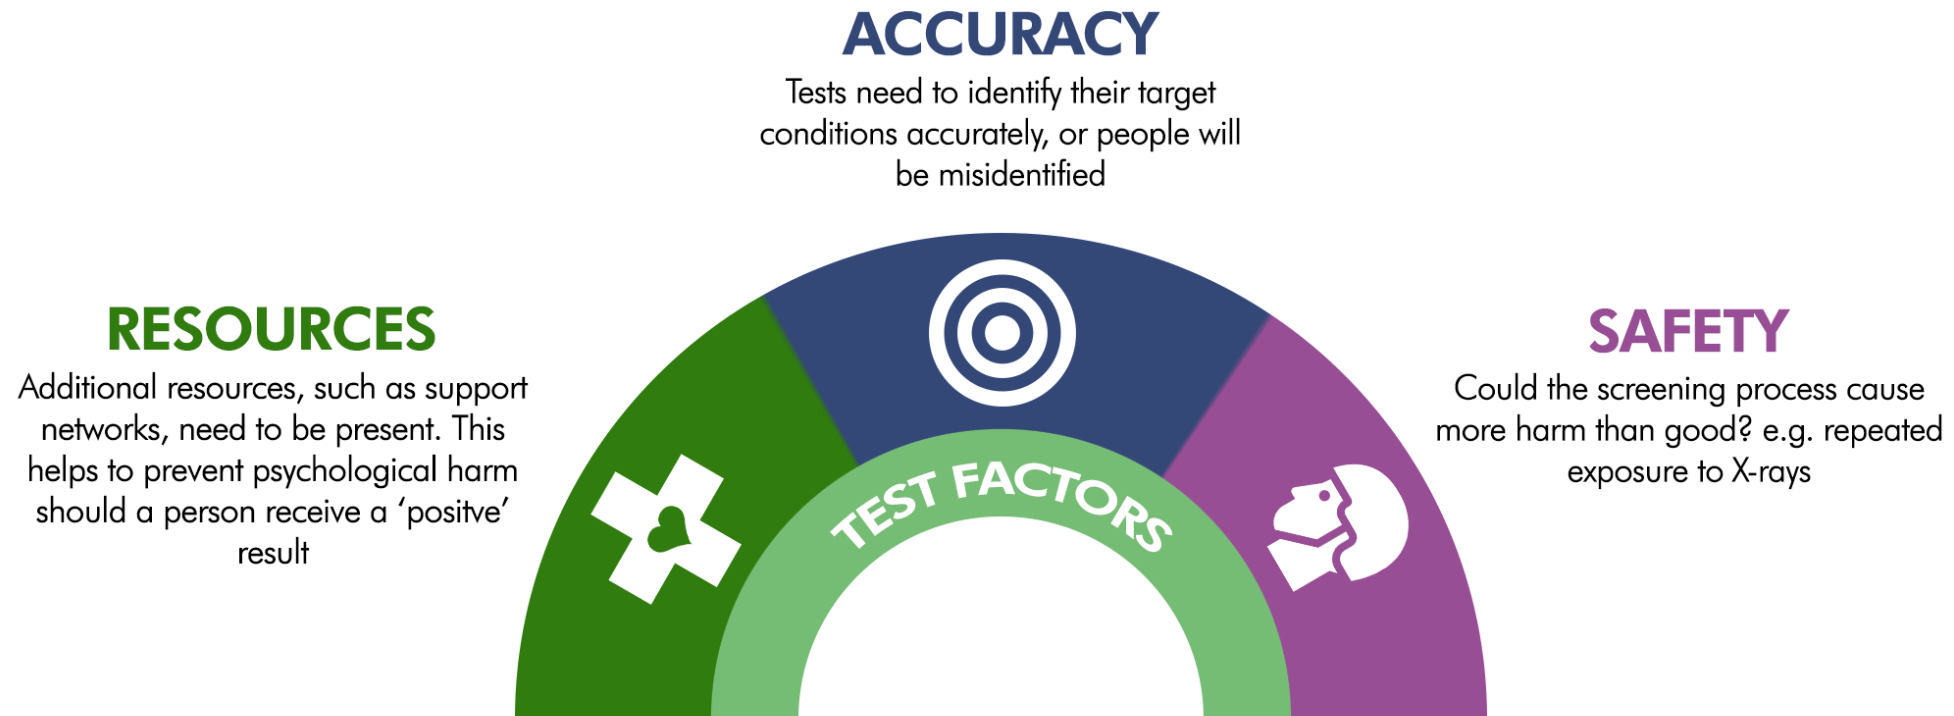 ACCURACY
Tests need to identify their target
conditions accurately, or people will
be misidentified
RESOURCES
Additional resources, such as support
networks, need to be present. This
helps to prevent psychological harm
should a person receive a ‘positve’
result
SAFETY
Could the screening process cause
more harm than good? e.g. repeated
exposure to X-rays
TEST FACTORS